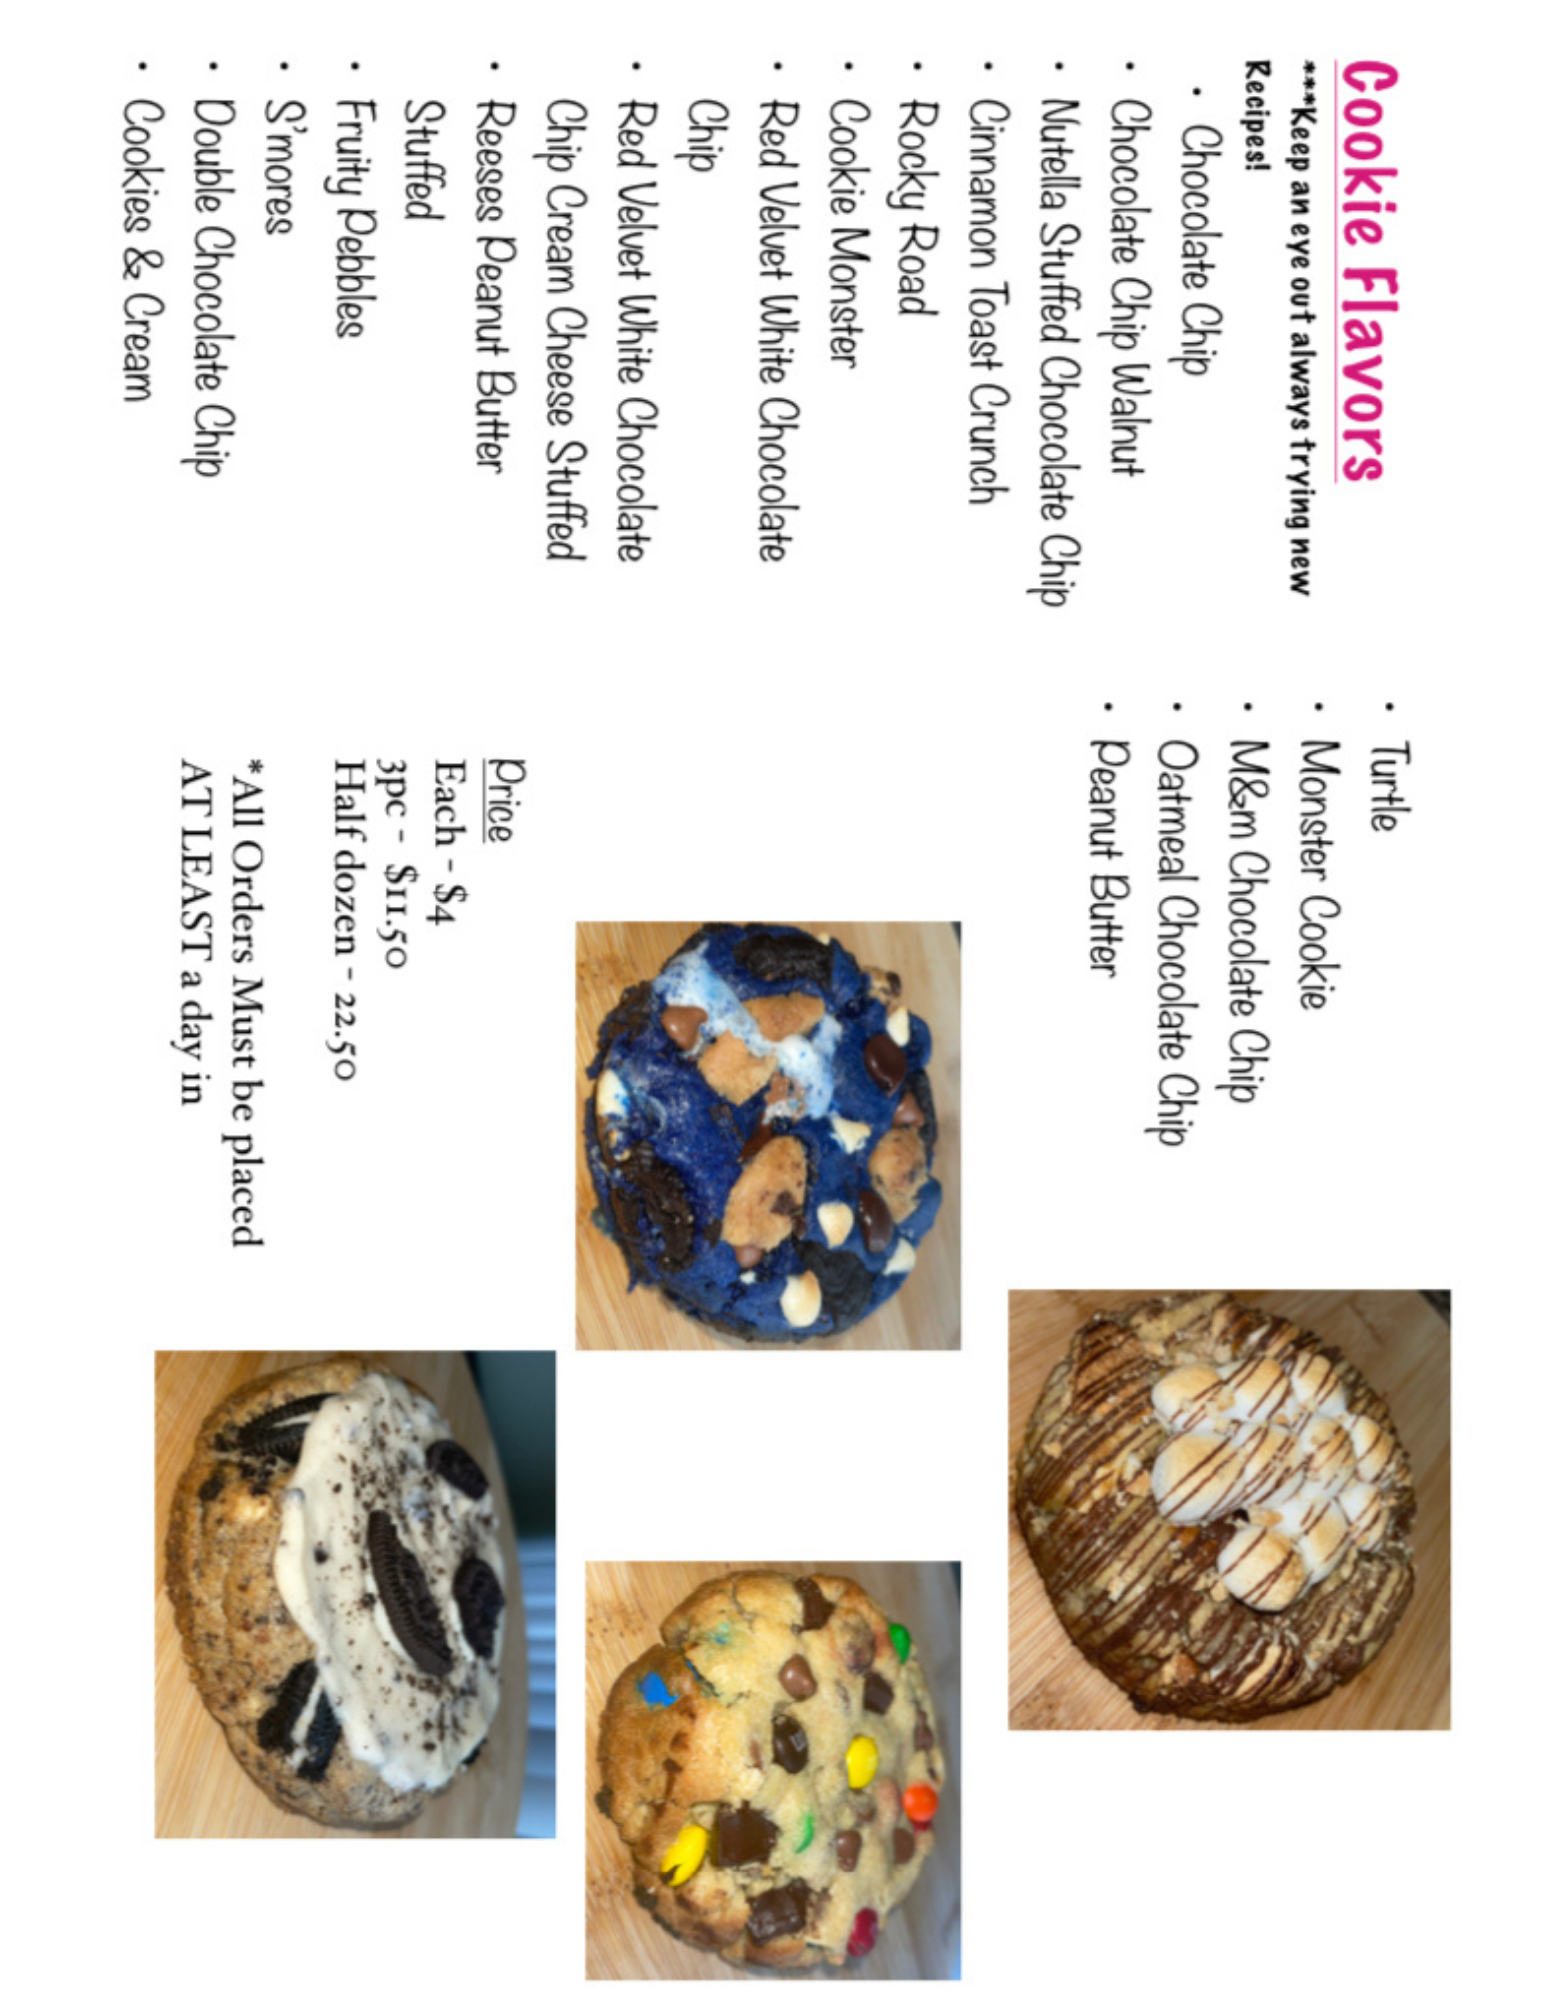 Cookie Flavors
***Keep an eye out always trying new
Recipes!
• Chocolate Chip
• Chocolate Chip Walnut
• Nutella Stuffed Chocolate Chip
• Cinnamon Toast Crunch
• Rocky Road
• Cookie Monster
• Red Velvet White Chocolate
Chip
• Red Velvet White Chocolate
Chip Cream Cheese Stuffed
• Reeses Peanut Butter
Stuffed
• Fruity Pebbles
• S'mores
• Double Chocolate Chip
• Cookies & Cream
• Turtle
• Monster Cookie
• M&m Chocolate Chip
• Oatmeal Chocolate Chip
• Peanut Butter
Price
Each - $4
3pc - $11.50
Half dozen - 22.50
*All Orders Must be placed
AT LEAST a day in